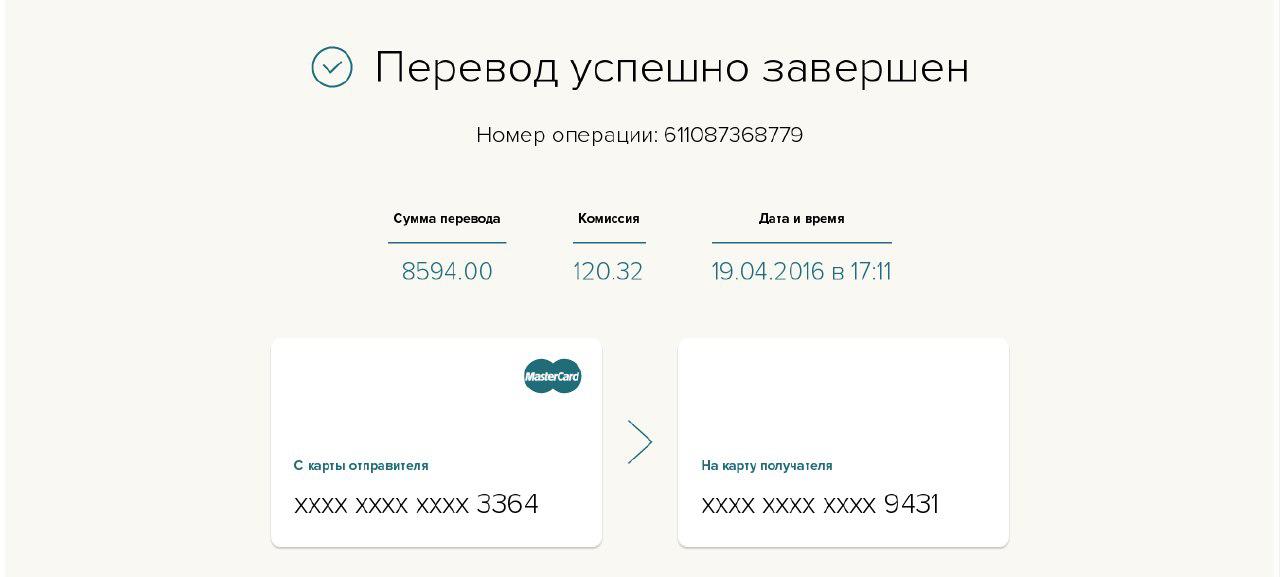 Перевод успешно завершен
Номер операции: 611087368779
Сумма перевода Комиссия Дата и время
8594.00 120.32 19.04.2016 в 17:11
MasterCard
С карты отправителя На карту получателя
xxxx xxxx xxxx 3364 xxxx xxxx xxxx 9431